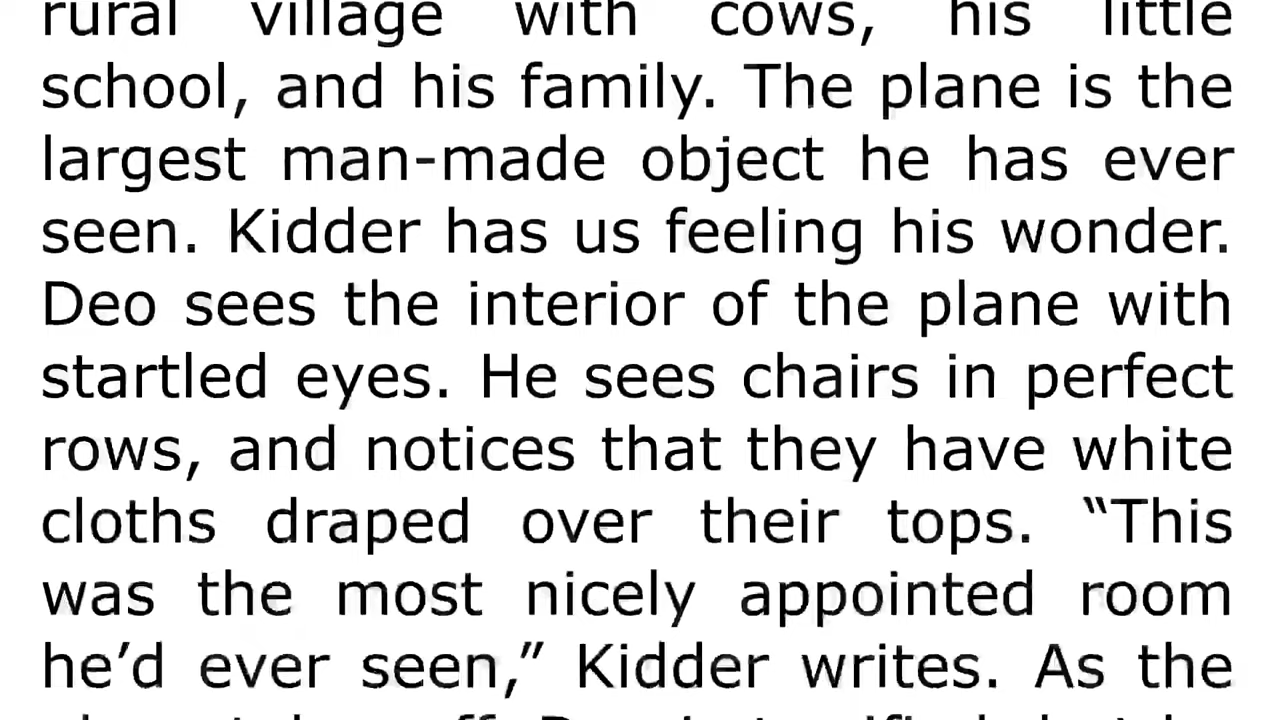 rural village with cows, his little
school, and his family. The plane is the
largest man-made object he has ever
seen. Kidder has us feeling his wonder.
Deo sees the interior of the plane with
startled eyes. He sees chairs in perfect
rows, and notices that they have white
cloths draped over their tops. “This
was the most nicely appointed room
he’d ever seen,” Kidder writes. As the